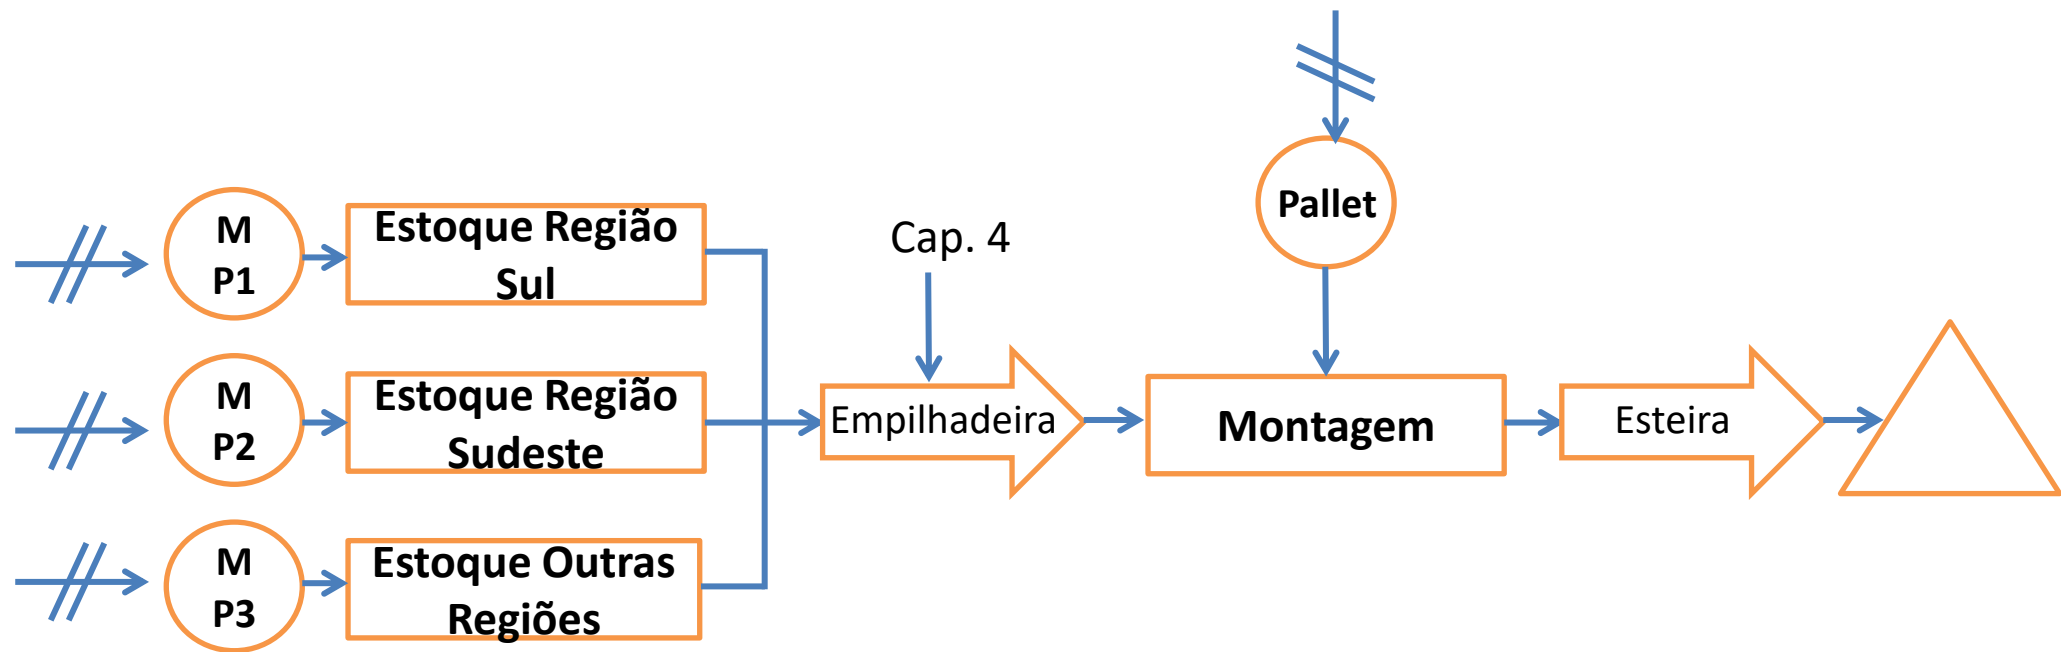 M
P1
Estoque Região
Sul
M
P2
Estoque Região
Sudeste
M
P3
Estoque Outras
Regiões
Cap. 4
Empilhadeira
Pallet
Montagem
Esteira